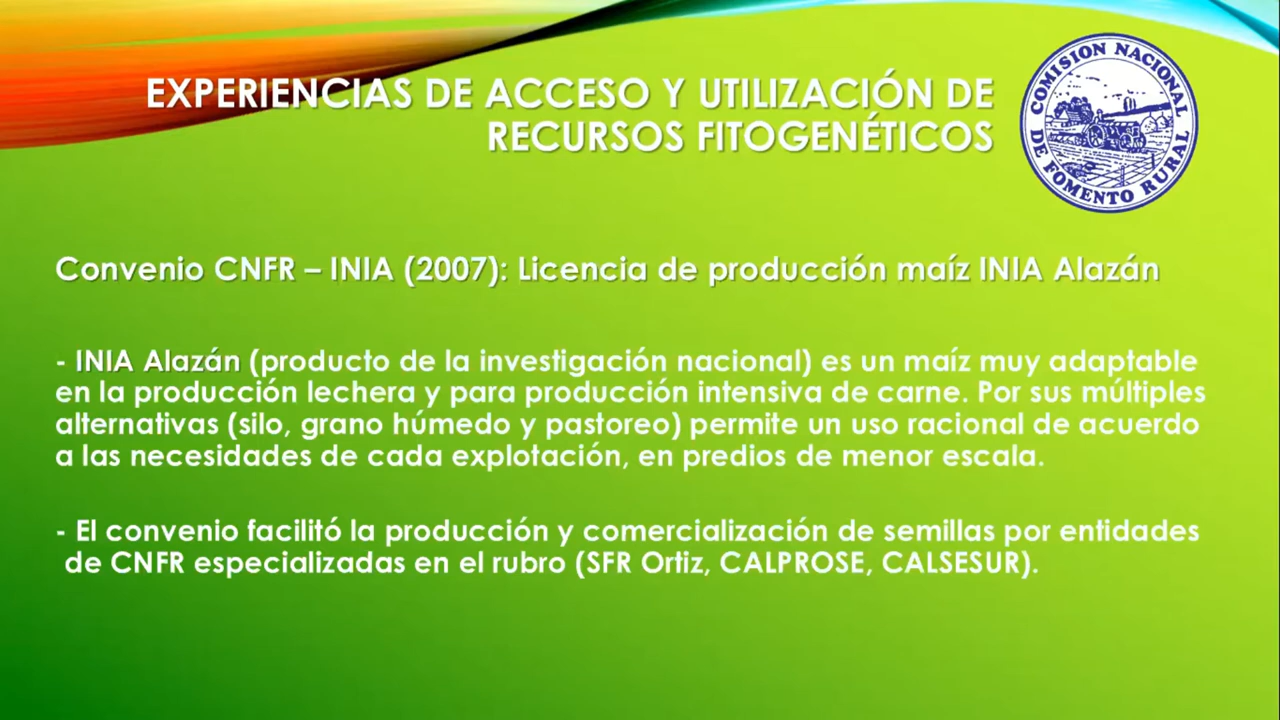 EXPERIENCIAS DE ACCESO Y UTILIZACIÓN DE
RECURSOS FITOGENÉTICOS
COMISION NACIONAL
DE FOMENTO RURAL
Convenio CNFR – INIA (2007): Licencia de producción maíz INIA Alazán
- INIA Alazán (producto de la investigación nacional) es un maíz muy adaptable
en la producción lechera y para producción intensiva de carne. Por sus múltiples
alternativas (silo, grano húmedo y pastoreo) permite un uso racional de acuerdo
a las necesidades de cada explotación, en predios de menor escala.
- El convenio facilitó la producción y comercialización de semillas por entidades
de CNFR especializadas en el rubro (SFR Ortiz, CALPROSE, CALSESUR).